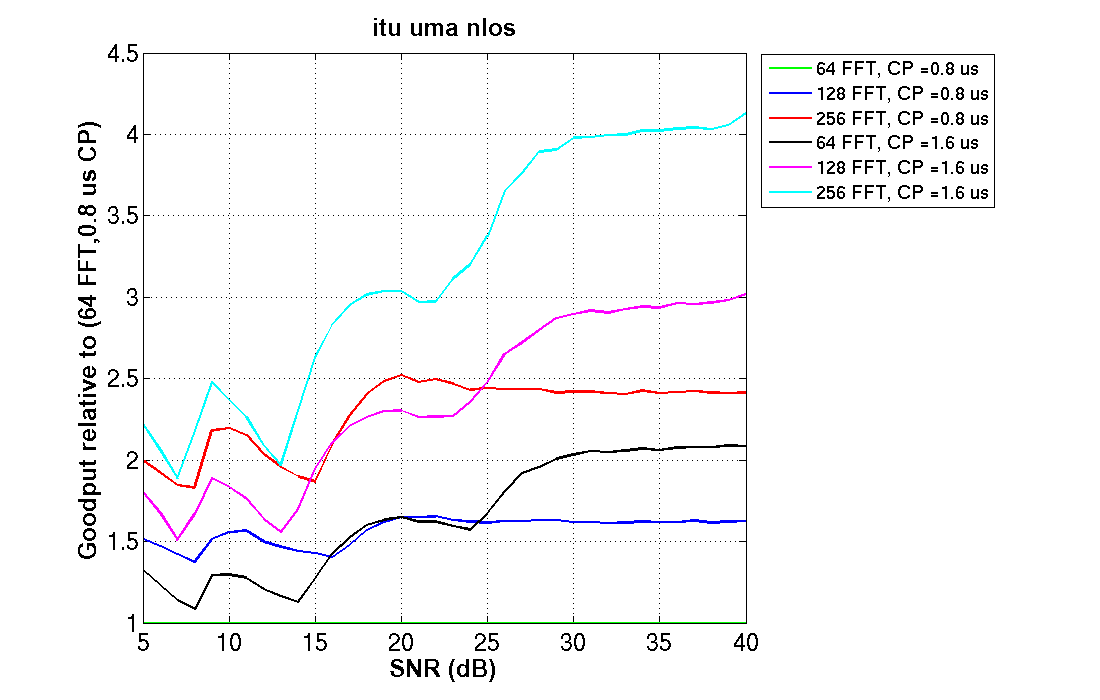 itu uma nlos
Goodput relative to (64 FFT,0.8 us CP)
4.5
4
3.5
3
2.5
2
1.5
1
5 10 15 20 25 30 35 40
SNR (dB)
64 FFT, CP =0.8 us
128 FFT, CP =0.8 us
256 FFT, CP =0.8 us
64 FFT, CP =1.6 us
128 FFT, CP =1.6 us
256 FFT, CP =1.6 us